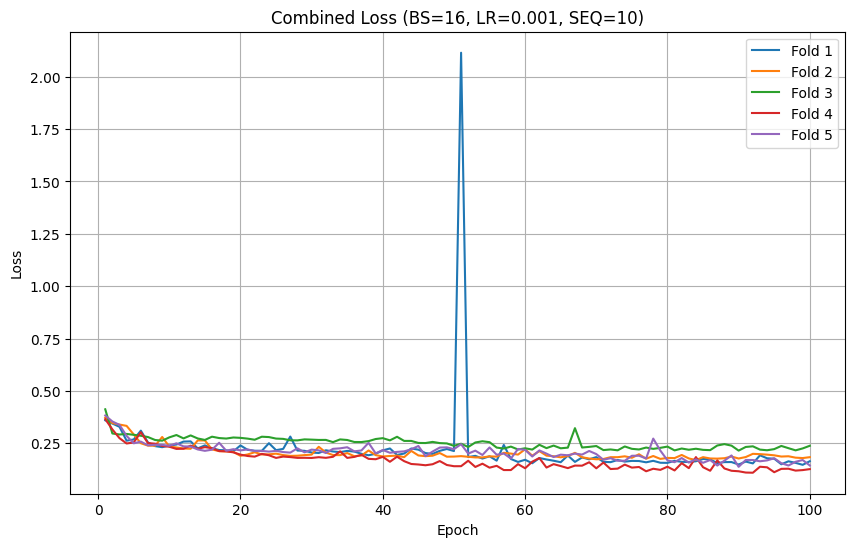 Combined Loss (BS=16, LR=0.001, SEQ=10)
Fold 1
Fold 2
Fold 3
Fold 4
Fold 5
2.00
1.75
1.50
1.25
1.00
0.75
0.50
0.25
Loss
0 20 40 60 80 100
Epoch